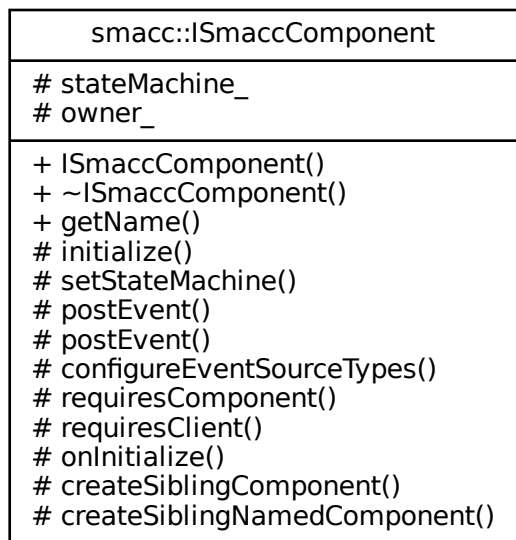 smacc::ISmaccComponent
# stateMachine_
# owner_
+ ISmaccComponent()
+ ~ISmaccComponent()
+ getName()
# initialize()
# setStateMachine()
# postEvent()
# postEvent()
# configureEventSourceTypes()
# requiresComponent()
# requiresClient()
# onInitialize()
# createSiblingComponent()
# createSiblingNamedComponent()